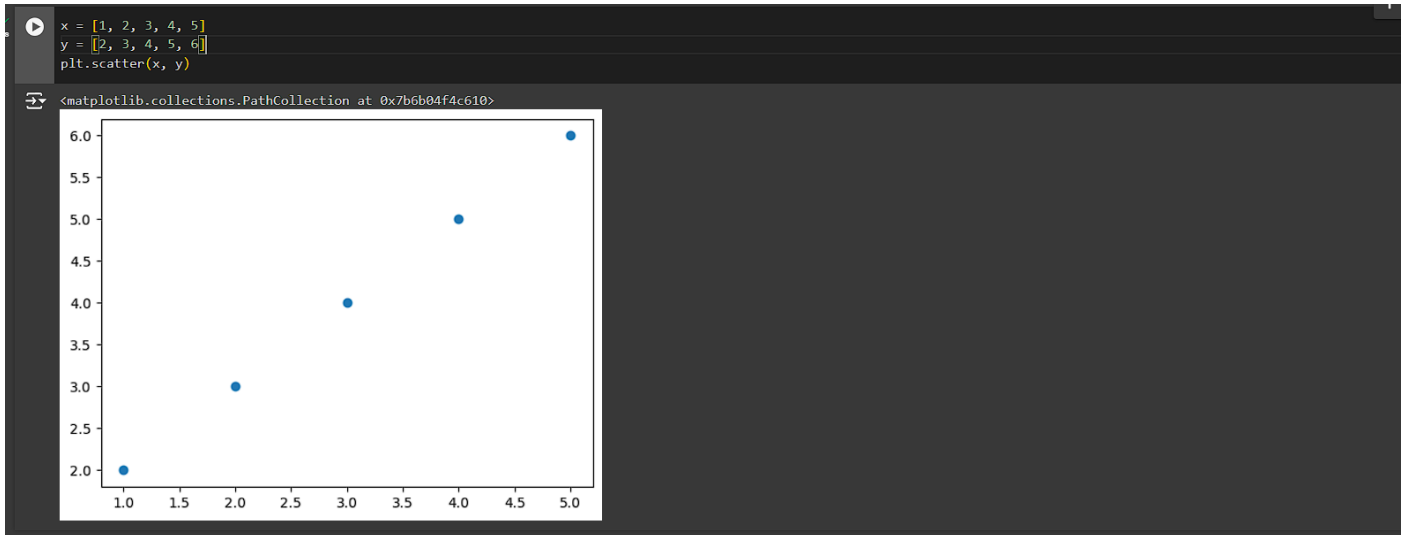 x = [1, 2, 3, 4, 5]
y = [2, 3, 4, 5, 6]
plt.scatter(x, y)
<matplotlib.collections.PathCollection at 0x7b6b04f4c610>
6.0
5.5
5.0
4.5
4.0
3.5
3.0
2.5
2.0
1.0 1.5 2.0 2.5 3.0 3.5 4.0 4.5 5.0